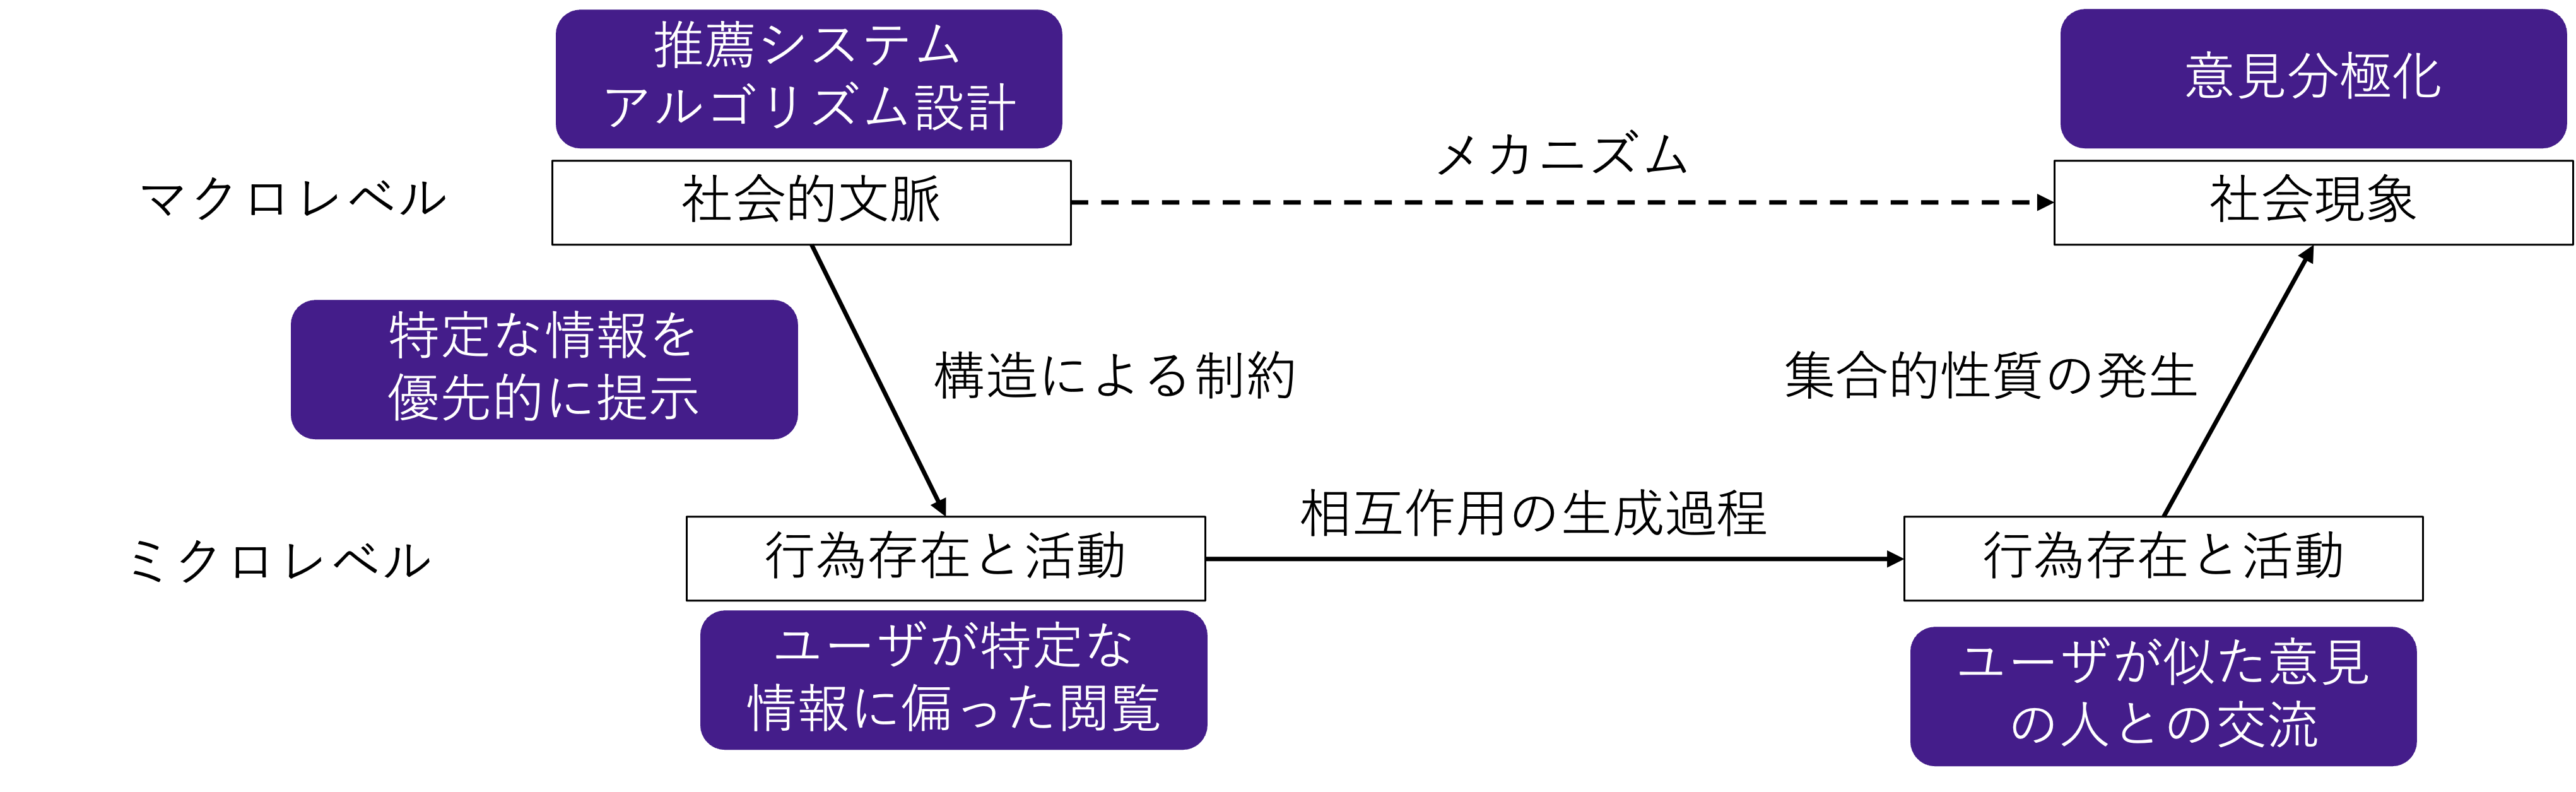 推薦システム
アルゴリズム設計
意見分極化
メカニズム
マクロレベル
社会的文脈
社会現象
特定な情報を
優先的に提示
構造による制約
集合的性質の発生
相互作用の生成過程
ミクロレベル
行為存在と活動
行為存在と活動
ユーザが特定な
情報に偏った閲覧
ユーザが似た意見
の人との交流